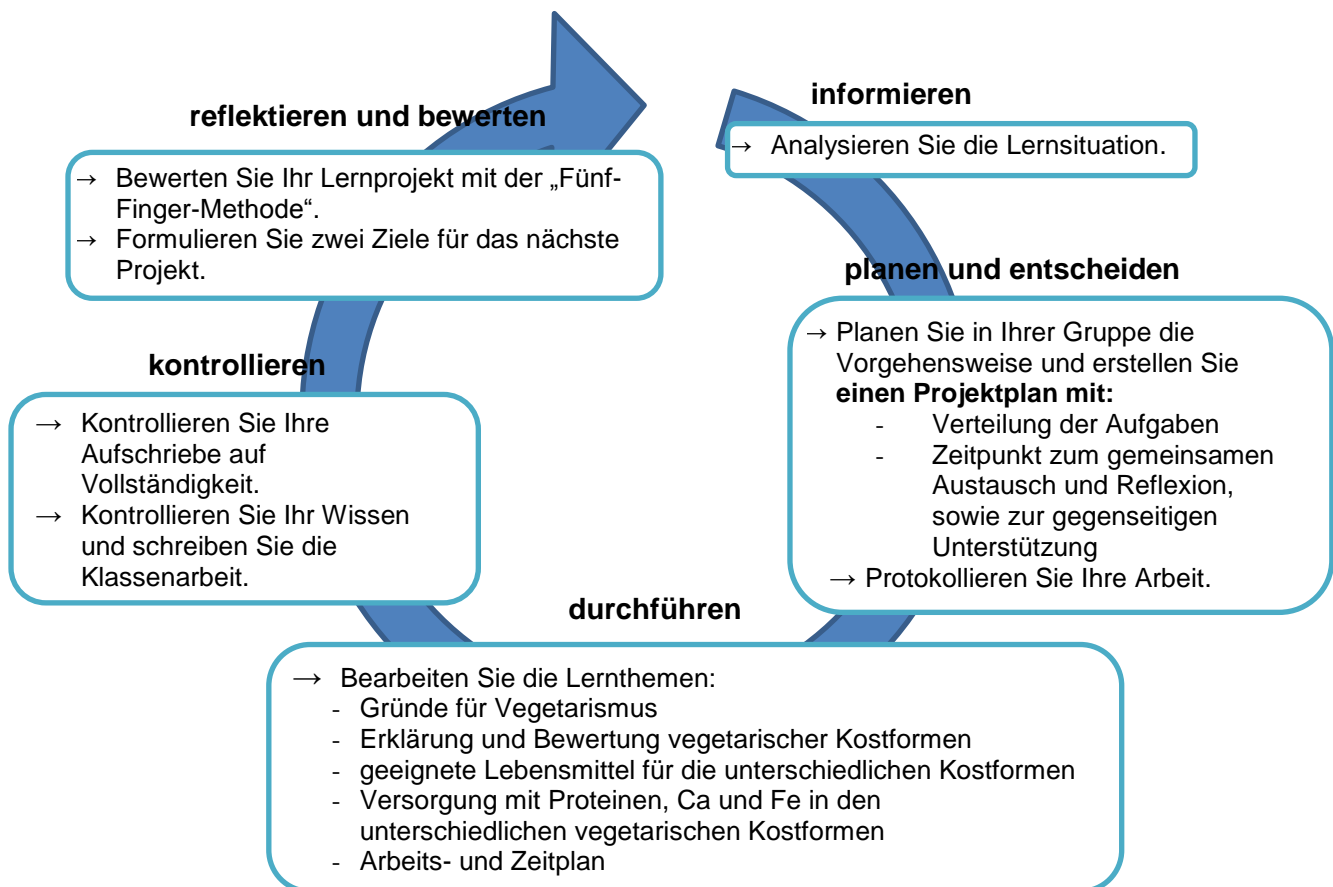 informieren
→ Analysieren Sie die Lernsituation.
planen und entscheiden
→ Planen Sie in Ihrer Gruppe die
Vorgehensweise und erstellen Sie
einen Projektplan mit:
- Verteilung der Aufgaben
- Zeitpunkt zum gemeinsamen
Austausch und Reflexion,
sowie zur gegenseitigen
Unterstützung
→ Protokollieren Sie Ihre Arbeit.
durchführen
→ Bearbeiten Sie die Lernthemen:
- Gründe für Vegetarismus
- Erklärung und Bewertung vegetarischer Kostformen
- geeignete Lebensmittel für die unterschiedlichen Kostformen
- Versorgung mit Proteinen, Ca und Fe in den
unterschiedlichen vegetarischen Kostformen
- Arbeits- und Zeitplan
kontrollieren
→ Kontrollieren Sie Ihre
Aufschriebe auf
Vollständigkeit.
→ Kontrollieren Sie Ihr Wissen
und schreiben Sie die
Klassenarbeit.
reflektieren und bewerten
→ Bewerten Sie Ihr Lernprojekt mit der „Fünf-
Finger-Methode“.
→ Formulieren Sie zwei Ziele für das nächste
Projekt.